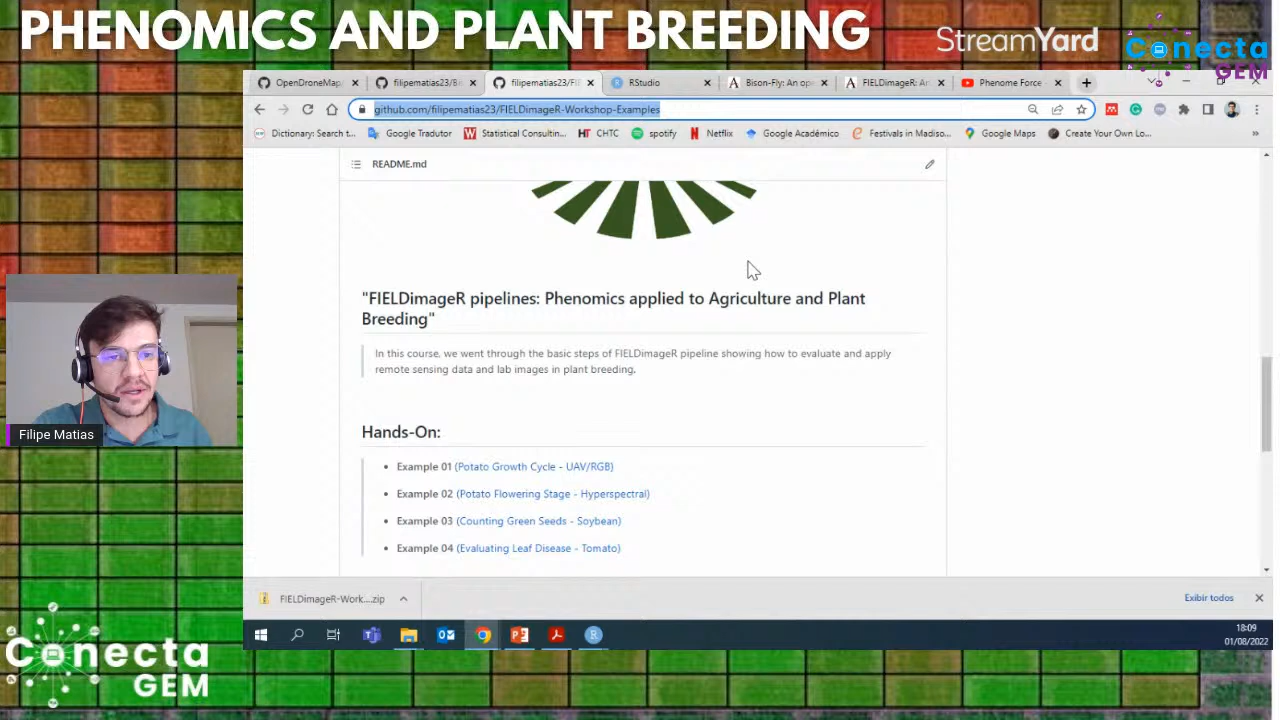 PHENOMICS AND PLANT BREEDING
StreamYard
Conecta
GEM
OpenDroneMap
filipematias23/
filipematias23/FI
RStudio
Bison-Fly: An op
FIELDimageR: A
Phenome Force
github.com/filipematias23/FIELDimageR-Workshop-Examples
Dictionary: Search t...
Google Tradutor
Statistical Consultin...
CHTC
spotify
Netflix
Google Acadêmico
Festivals in Madiso...
Google Maps
Create Your Own Lo...
README.md
"FIELDimageR pipelines: Phenomics applied to Agriculture and Plant
Breeding"
In this course, we went through the basic steps of FIELDimageR pipeline showing how to evaluate and apply
remote sensing data and lab images in plant breeding.
Hands-On:
Example 01 (Potato Growth Cycle - UAV/RGB)
Example 02 (Potato Flowering Stage - Hyperspectral)
Example 03 (Counting Green Seeds - Soybean)
Example 04 (Evaluating Leaf Disease - Tomato)
Filipe Matias
FIELDimageR-Work....zip
Exibir todos
18:09
01/08/2022
Conecta
GEM